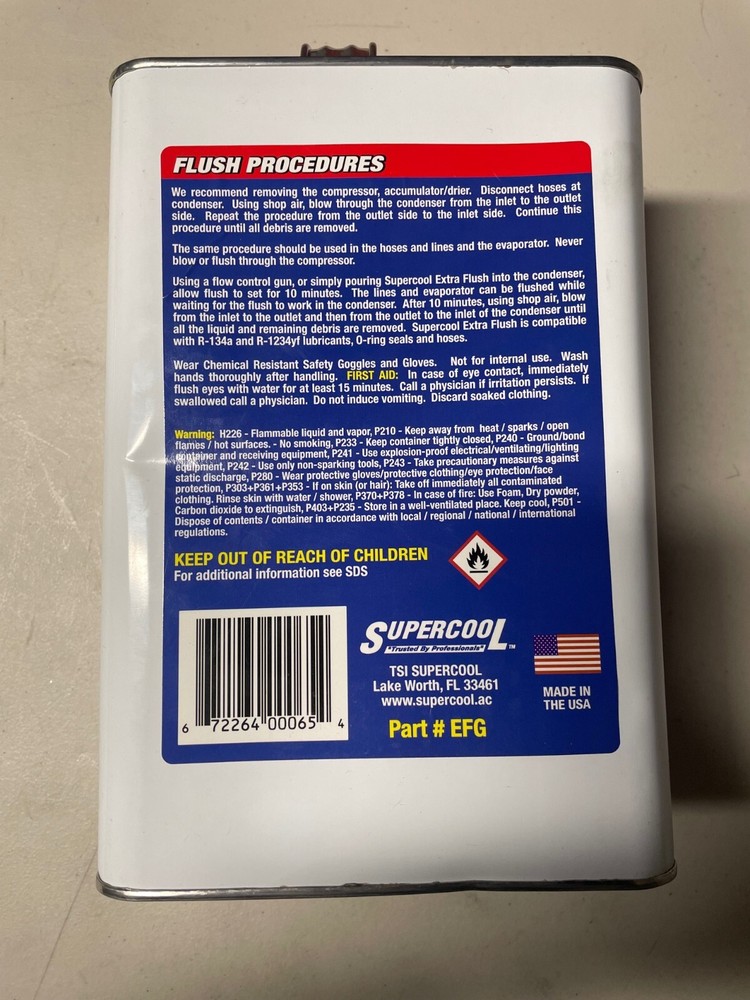 FLUSH PROCEDURES
We recommend removing the compressor, accumulator/drier. Disconnect hoses at
condenser. Using shop air, blow through the condenser from the inlet to the outlet
side. Repeat the procedure from the outlet side to the inlet side. Continue this
procedure until all debris are removed.
The same procedure should be used in the hoses and lines and the evaporator. Never
blow or flush through the compressor.
Using a flow control gun, or simply pouring Supercool Extra Flush into the condenser,
allow flush to set for 10 minutes. The lines and evaporator can be flushed while
waiting for the flush to work in the condenser. After 10 minutes, using shop air, blow
from the inlet to the outlet and then from the outlet to the inlet of the condenser until
all the liquid and remaining debris are removed. Supercool Extra Flush is compatible
with R-134a and R-1234yf lubricants, O-ring seals and hoses.
Wear Chemical Resistant Safety Goggles and Gloves. Not for internal use. Wash
hands thoroughly after handling. FIRST AID: In case of eye contact, immediately
flush eyes with water for at least 15 minutes. Call a physician if irritation persists. If
swallowed call a physician. Do not induce vomiting. Discard soaked clothing.
Warning: H226 - Flammable liquid and vapor, P210 - Keep away from heat / sparks / open
flames / hot surfaces. - No smoking, P233 - Keep container tightly closed, P240 - Ground/bond
container and receiving equipment, P241 - Use explosion-proof electrical/ventilating/lighting
equipment, P242 - Use only non-sparking tools, P243 - Take precautionary measures against
static discharge, P280 - Wear protective gloves/protective clothing/eye protection/face
protection, P303+P361+P353 - If on skin (or hair): Take off immediately all contaminated
clothing. Rinse skin with water / shower, P370+P378 - In case of fire: Use Foam, Dry powder,
Carbon dioxide to extinguish, P403+P235 - Store in a well-ventilated place. Keep cool, P501 -
Dispose of contents / container in accordance with local / regional / national / international
regulations.
KEEP OUT OF REACH OF CHILDREN
For additional information see SDS
SUPERCOOL™
"Trusted By Professionals"
TSI SUPERCOOL
Lake Worth, FL 33461
www.supercool.ac
Part # EFG
MADE IN
THE USA
6 72264 00065 4